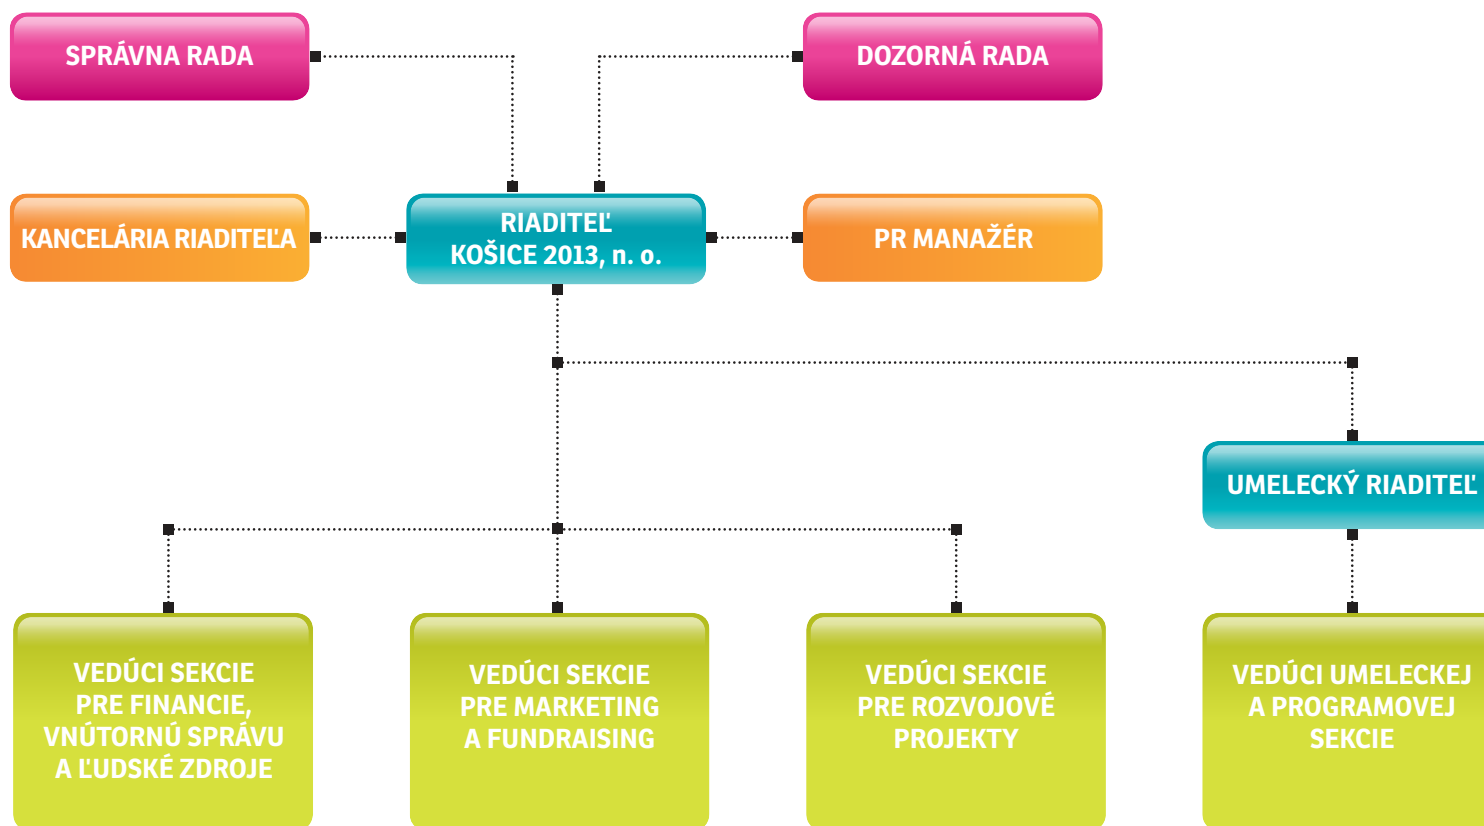 SPRÁVNA RADA
DOZORNÁ RADA
KANCELÁRIA RIADITEĽA
RIADITEĽ
KOŠICE 2013, n. o.
PR MANAŽÉR
UMELECKÝ RIADITEĽ
VEDÚCI SEKCIE
PRE FINANCIE,
VNÚTORNÚ SPRÁVU
A ĽUDSKÉ ZDROJE
VEDÚCI SEKCIE
PRE MARKETING
A FUNDRAISING
VEDÚCI SEKCIE
PRE ROZVOJOVÉ
PROJEKTY
VEDÚCI UMELECKEJ
A PROGRAMOVEJ
SEKCIE